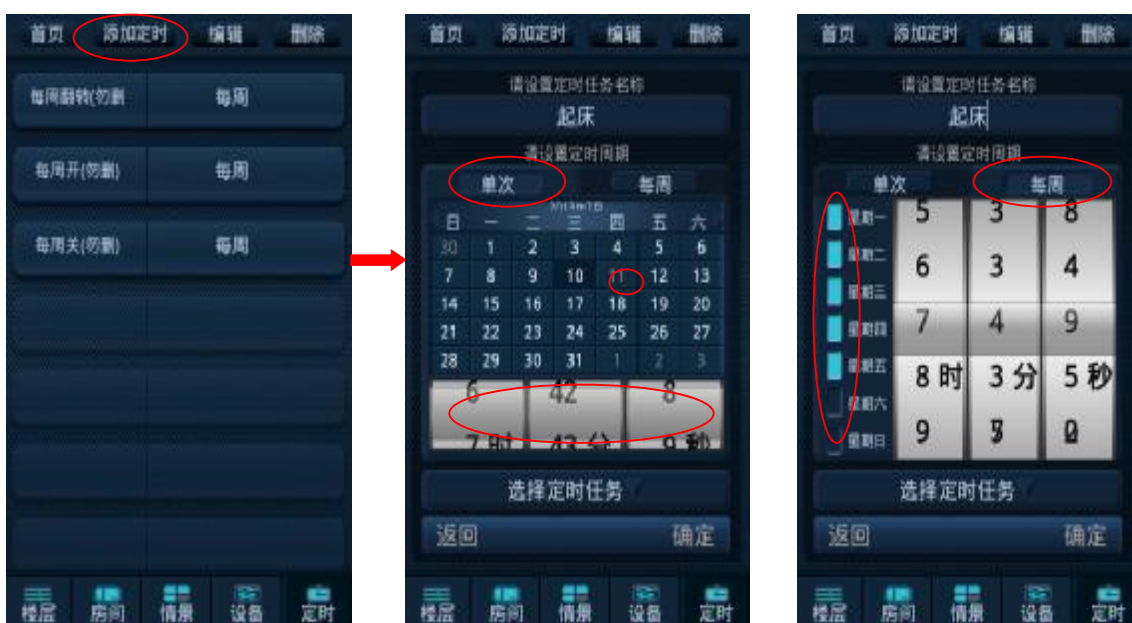 首页 添加定时 编辑 删除
每周翻转(勿删 每周
每周开(勿删) 每周
每周关(勿删) 每周
楼层 房间 情景 设备 定时
首页 添加定时 编辑 删除
请设置定时任务名称
起床
请设置定时周期
单次 每周
日 一 二 三 四 五 六
30 1 2 3 4 5 6
7 8 9 10 11 12 13
14 15 16 17 18 19 20
21 22 23 24 25 26 27
28 29 30 31 1 2 3
6 42 8
7 时 43 分 9 秒
选择定时任务
返回 确定
楼层 房间 情景 设备 定时
首页 添加定时 编辑 删除
请设置定时任务名称
起床
请设置定时周期
单次 每周
星期一 5 3 8
星期二 6 3 4
星期三
星期四 7 4 9
星期五 8 时 3 分 5 秒
星期六
星期日 9
选择定时任务
返回 确定
楼层 房间 情景 设备 定时